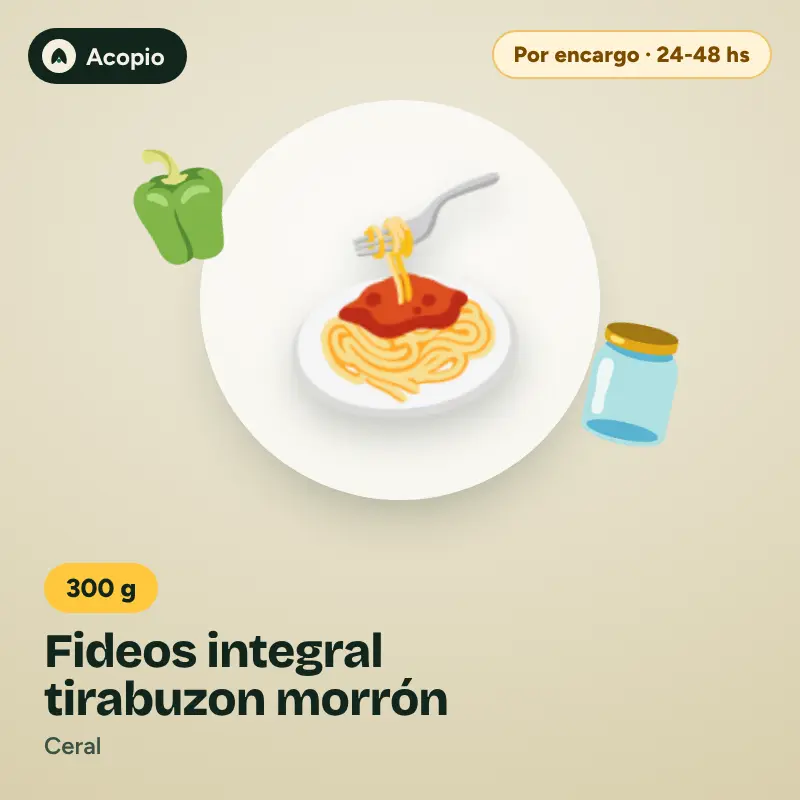 Acopio
Por encargo · 24-48 hs
300 g
Fideos integral
tirabuzon morrón
Ceral